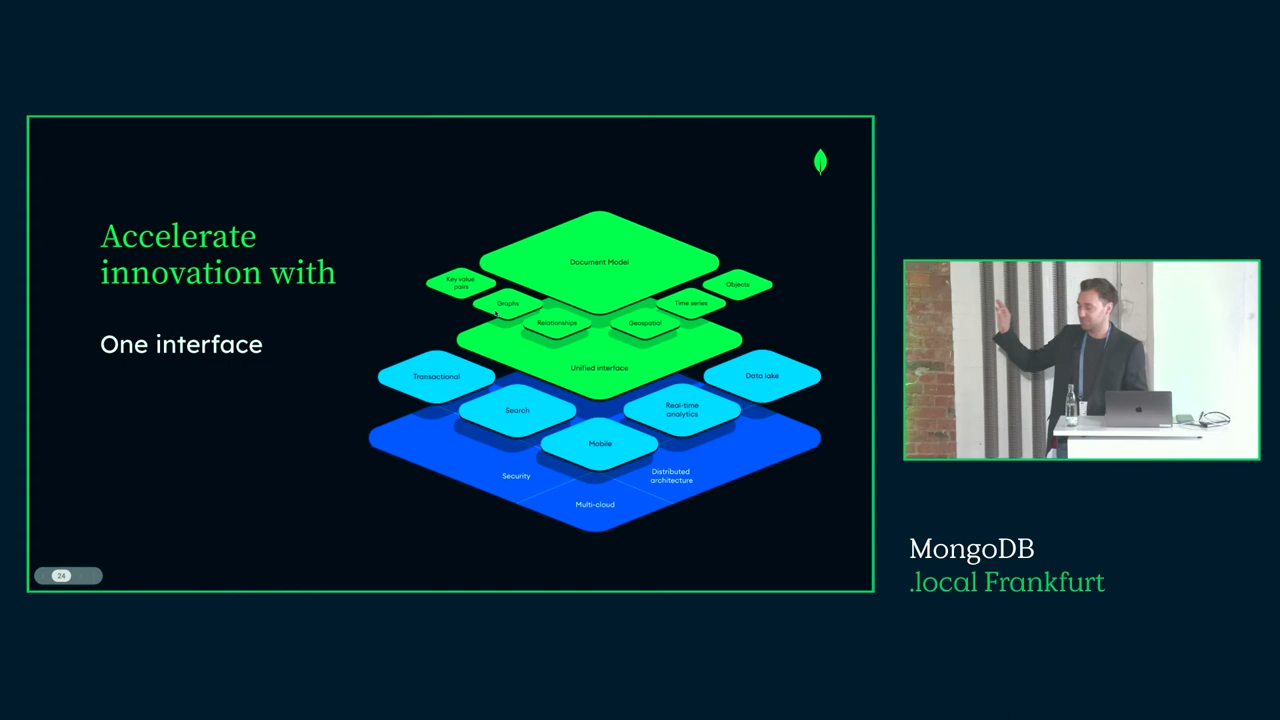 Accelerate
innovation with
One interface
Document Model
Key value
pairs
Objects
Graphs
Time series
Relationships
Geospatial
Unified interface
Transactional
Data lake
Search
Real-time
analytics
Mobile
Security
Distributed
architecture
Multi-cloud
24
MongoDB
.local Frankfurt